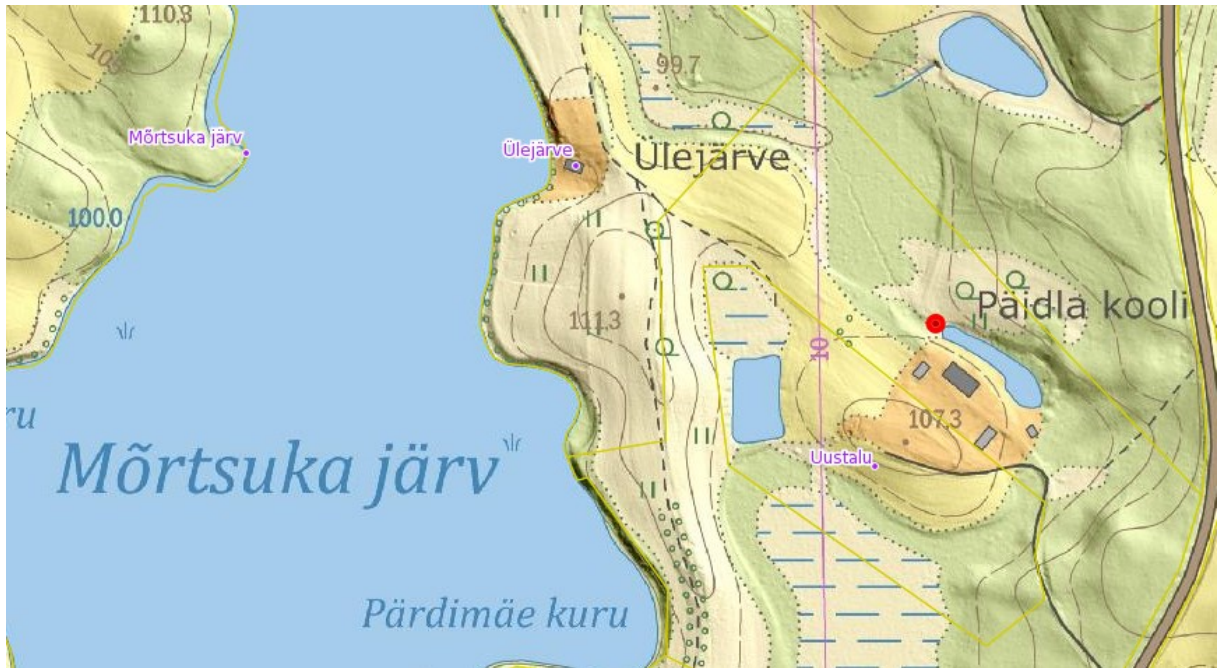 110.3
99.7
Mõrtsuka järv
Ülejärve
Ülejärve
100.0
Päidla kooli
111.3
10
107.3
ru
Mõrtsuka järv
Uustalu
Pärdimäe kuru